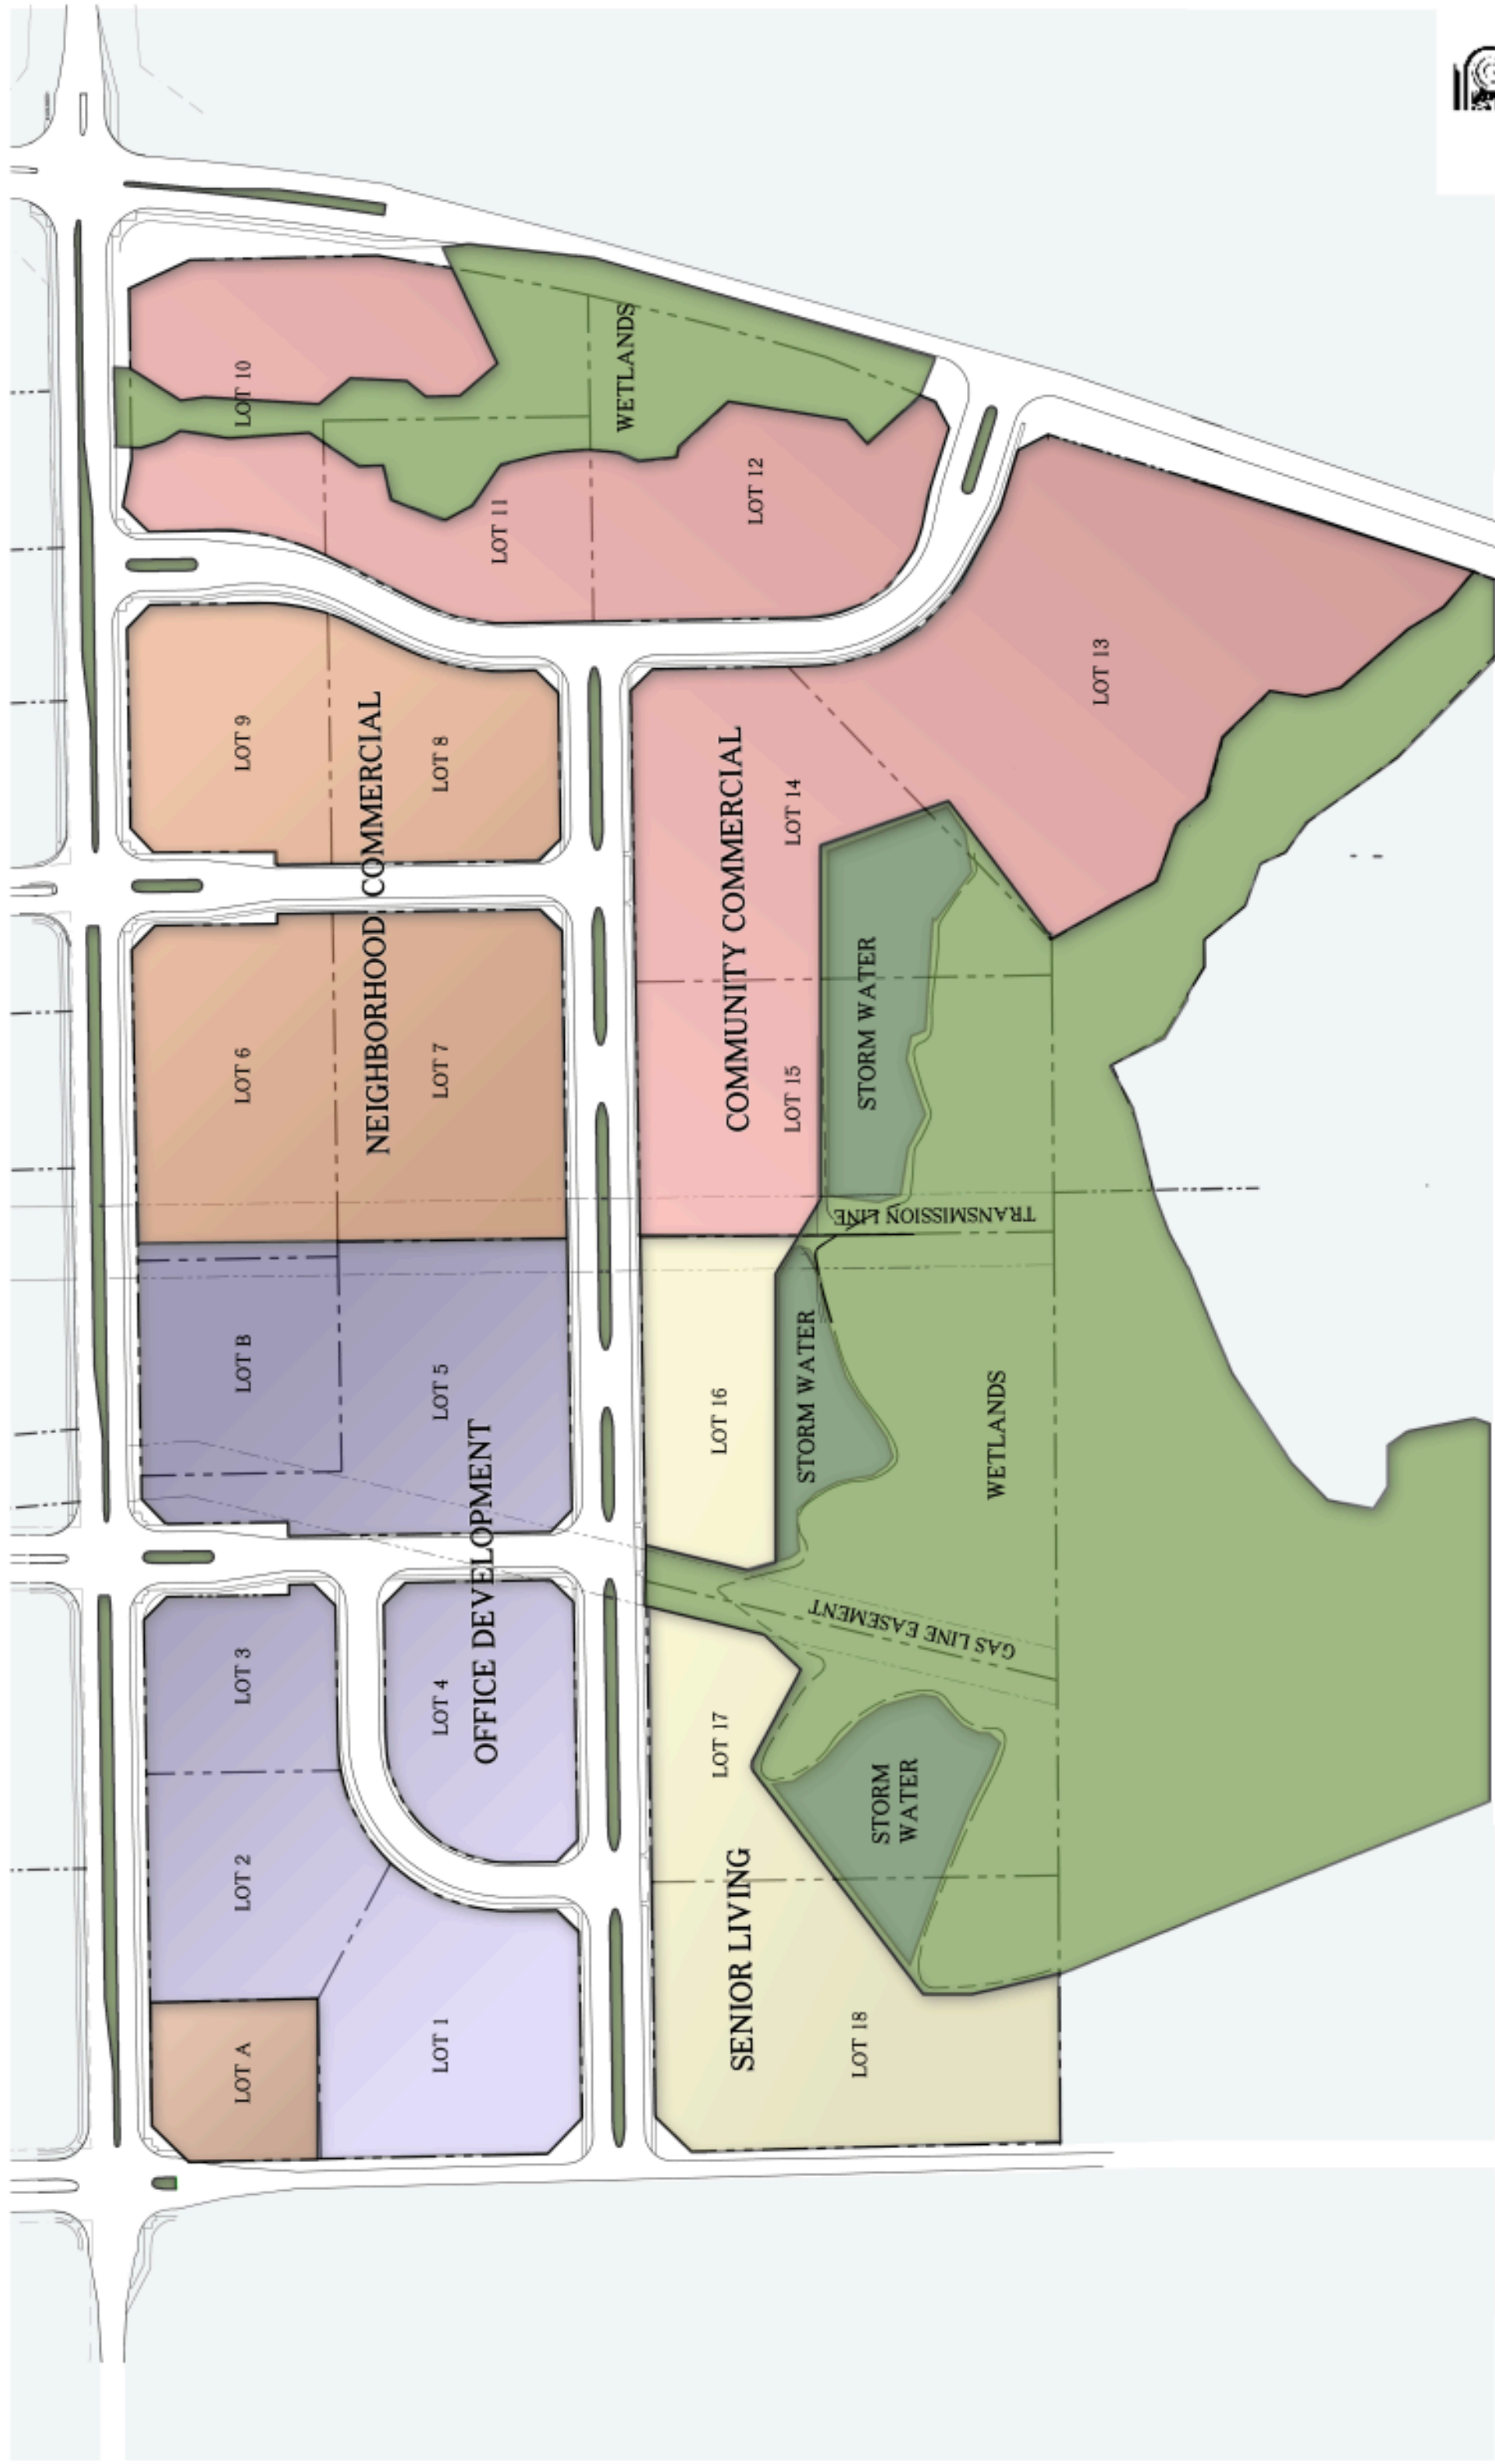 LOT A
LOT 2
LOT 3
LOT B
LOT 6
LOT 9
LOT 10
NEIGHBORHOOD COMMERCIAL
LOT 1
LOT 4
LOT 5
LOT 7
LOT 8
OFFICE DEVELOPMENT
LOT 11
WETLANDS
LOT 17
LOT 16
SENIOR LIVING
COMMUNITY COMMERCIAL
LOT 12
LOT 15
LOT 14
STORM WATER
LOT 18
STORM
WATER
STORM WATER
GAS LINE EASEMENT
TRANSMISSION LINE
WETLANDS
LOT 13